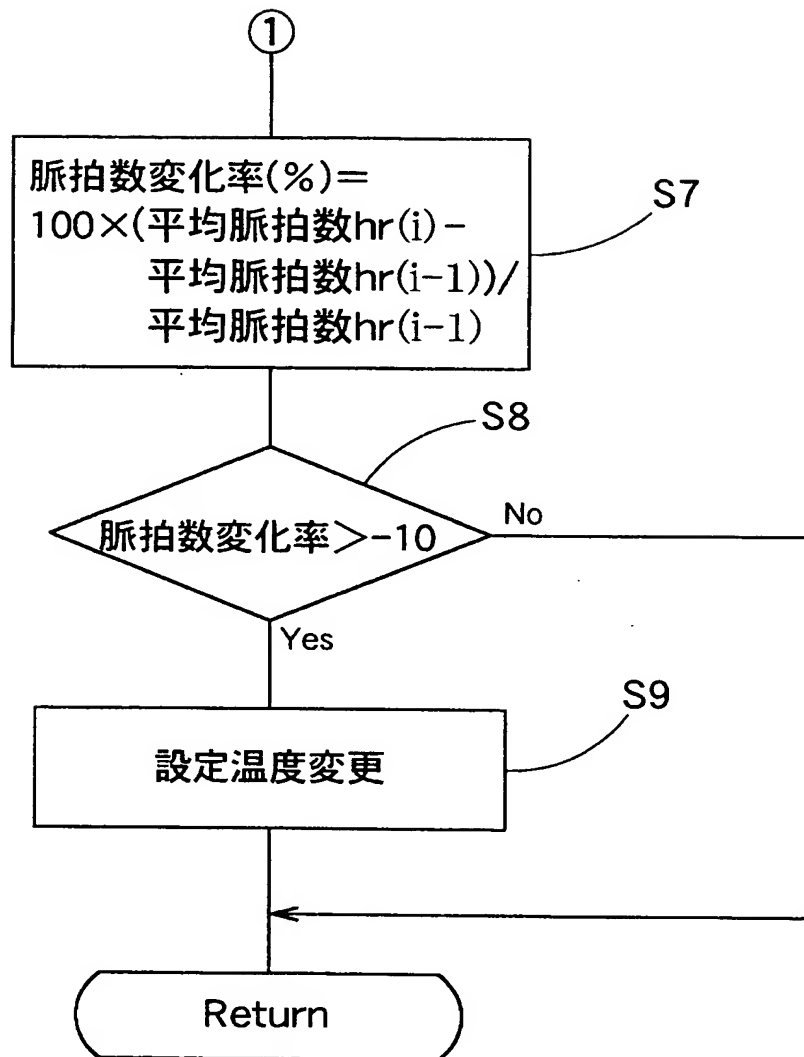 ①
脈拍数変化率(%)=
100×(平均脈拍数hr(i)-
平均脈拍数hr(i-1))/
平均脈拍数hr(i-1)
S7
S8
脈拍数変化率>-10
No
Yes
S9
設定温度変更
Return